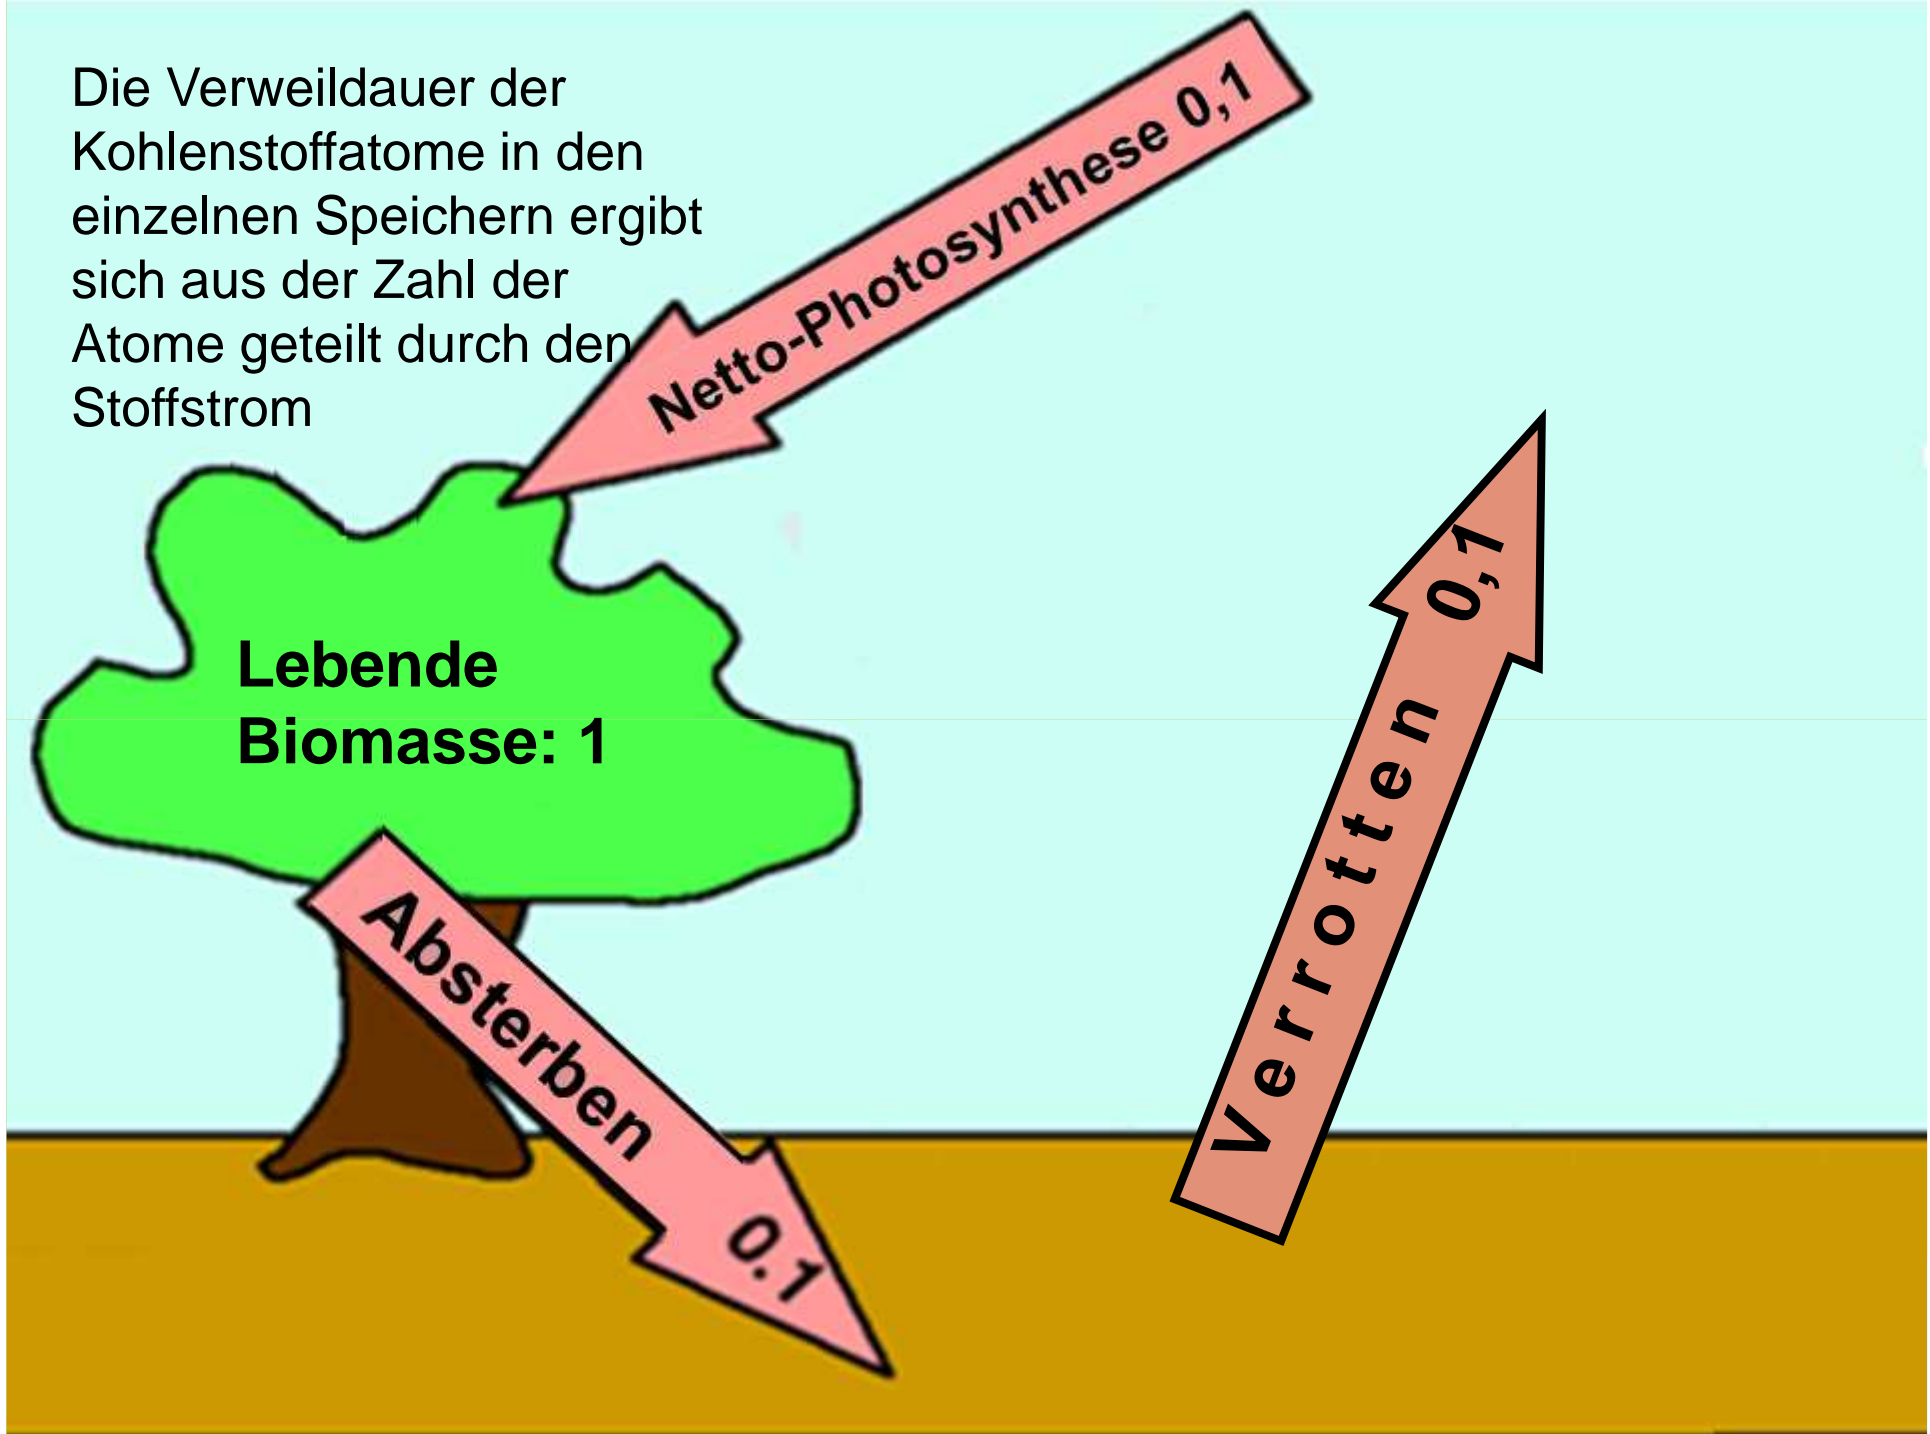 Die Verweildauer der
Kohlenstoffatome in den
einzelnen Speichern ergibt
sich aus der Zahl der
Atome geteilt durch den
Stoffstrom
Netto-Photosynthese 0,1
Lebende
Biomasse: 1
Absterben 0.1
Verrotten 0,1